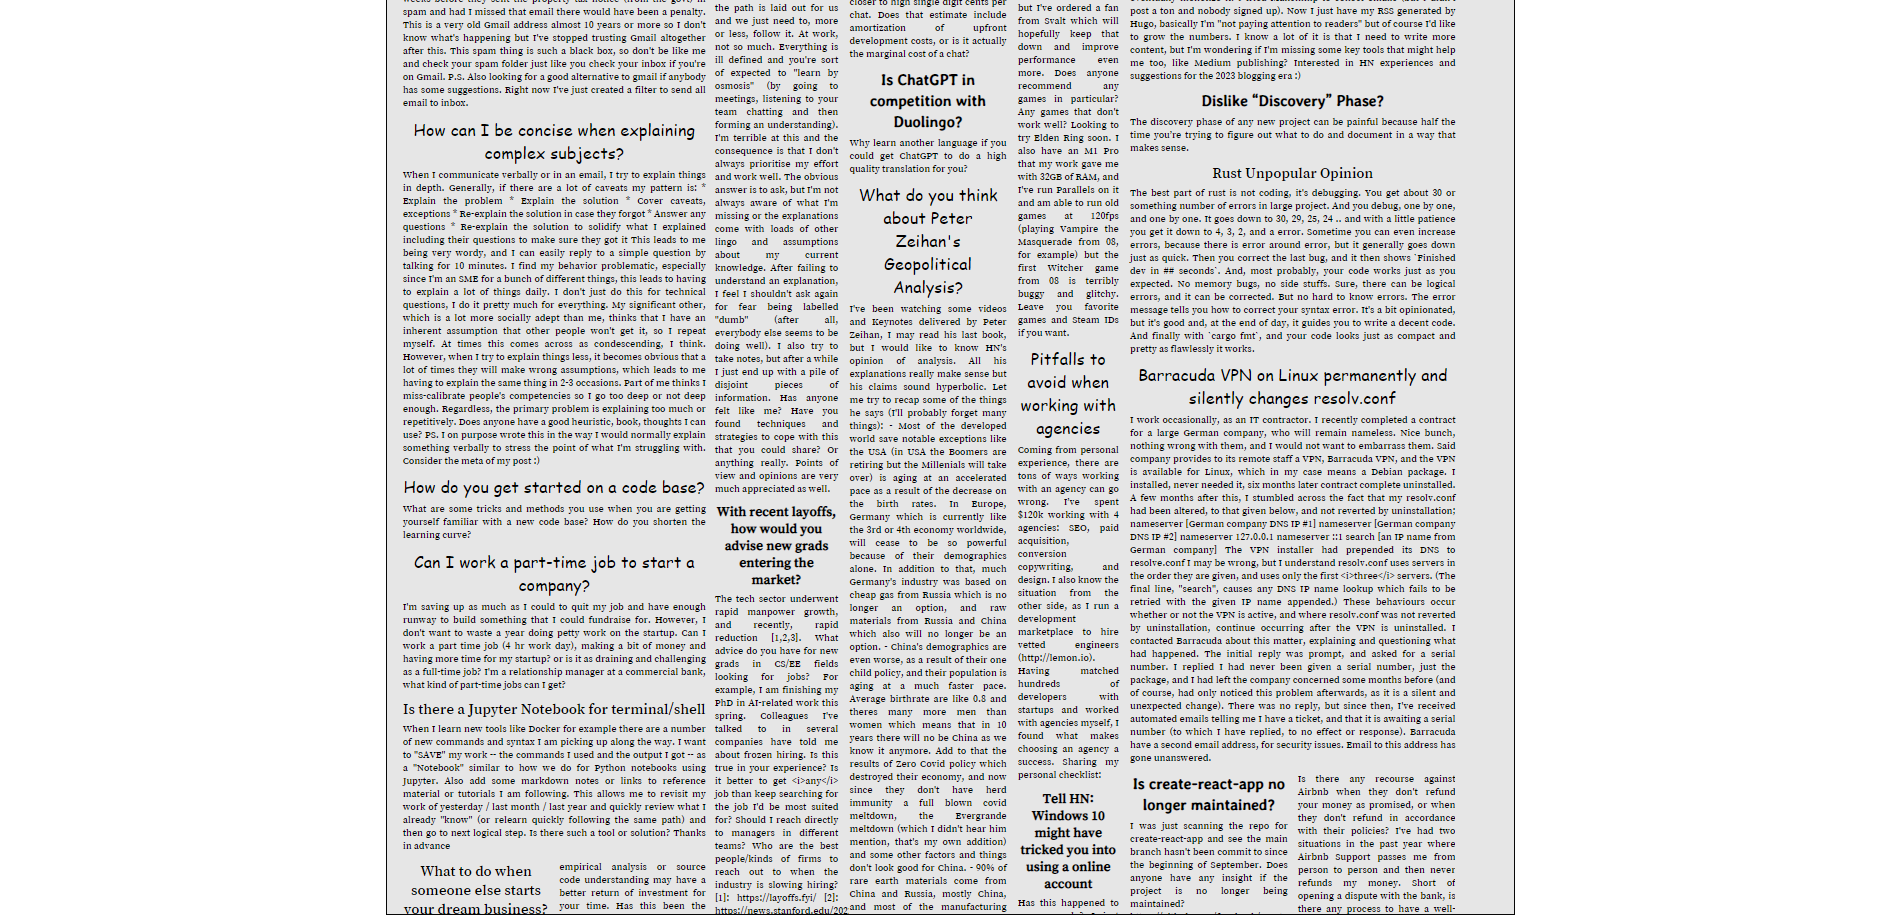 weeks before they sent the property tax notice (from the govt) in my
spam and had I missed that email there would have been a penalty.
This is a very old Gmail address almost 10 years or more so I don't
know what's happening but I've stopped trusting Gmail altogether
after this. This spam thing is such a black box, so don't be like me
and check your spam folder just like you check your inbox if you're
on Gmail. P.S. Also looking for a good alternative to gmail if anybody
has some suggestions. Right now I've just created a filter to send all
email to inbox.
How can I be concise when explaining
complex subjects?
When I communicate verbally or in an email, I try to explain things
in depth. Generally, if there are a lot of caveats my pattern is: *
Explain the problem * Explain the solution * Cover caveats,
exceptions * Re-explain the solution in case they forgot * Answer any
questions * Re-explain the solution to solidify what I explained
including their questions to make sure they got it This leads to me
being very wordy, and I can easily reply to a simple question by
talking for 10 minutes. I find my behavior problematic, especially
since I'm an SME for a bunch of different things, this leads to having
to explain a lot of things daily. I don't just do this for technical
questions, I do it pretty much for everything. My significant other,
which is a lot more socially adept than me, thinks that I have an
inherent assumption that other people won't get it, so I repeat
myself. At times this comes across as condescending, I think.
However, when I try to explain things less, it becomes obvious that a
lot of times they will make wrong assumptions, which leads to me
having to explain the same thing in 2-3 occasions. Part of me thinks I
miss-calibrate people's competencies so I go too deep or not deep
enough. Regardless, the primary problem is explaining too much or
repetitively. Does anyone have a good heuristic, book, thoughts I can
use? PS. I on purpose wrote this in the way I would normally explain
something verbally to stress the point of what I'm struggling with.
Consider the meta of my post :)
How do you get started on a code base?
What are some tricks and methods you use when you are getting
yourself familiar with a new code base? How do you shorten the
learning curve?
Can I work a part-time job to start a
company?
I'm saving up as much as I could to quit my job and have enough
runway to build something that I could fundraise for. However, I
don't want to waste a year doing petty work on the startup. Can I
work a part time job (4 hr work day), making a bit of money and
having more time for my startup? or is it as draining and challenging
as a full-time job? I'm a relationship manager at a commercial bank,
what kind of part-time jobs can I get?
Is there a Jupyter Notebook for terminal/shell
When I learn new tools like Docker for example there are a number
of new commands and syntax I am picking up along the way. I want
to "SAVE" my work -- the commands I used and the output I got -- as
a "Notebook" similar to how we do for Python notebooks using
Jupyter. Also add some markdown notes or links to reference
material or tutorials I am following. This allows me to revisit my
work of yesterday / last month / last year and quickly review what I
already "know" (or relearn quickly following the same path) and
then go to next logical step. Is there such a tool or solution? Thanks
in advance
What to do when
someone else starts
your dream business?
empirical analysis or source
code understanding may have a
better return of investment for
your time. Has this been the
the path is laid out for us
and we just need to, more
or less, follow it. At work,
not so much. Everything is
ill defined and you're sort
of expected to "learn by
osmosis" (by going to
meetings, listening to your
team chatting and then
forming an understanding).
I'm terrible at this and the
consequence is that I don't
always prioritise my effort
and work well. The obvious
answer is to ask, but I'm not
always aware of what I'm
missing or the explanations
come with loads of other
lingo and assumptions
about my current
knowledge. After failing to
understand an explanation,
I feel I shouldn't ask again
for fear being labelled
"dumb" (after all,
everybody else seems to be
doing well). I also try to
take notes, but after a while
I just end up with a pile of
disjoint pieces of
information. Has anyone
felt like me? Have you
found techniques and
strategies to cope with this
that you could share? Or
anything really. Points of
view and opinions are very
much appreciated as well.
With recent layoffs,
how would you
advise new grads
entering the
market?
The tech sector underwent
rapid manpower growth,
and recently, rapid
reduction [1,2,3]. What
advice do you have for new
grads in CS/EE fields
looking for jobs? For
example, I am finishing my
PhD in AI-related work this
spring. Colleagues I've
talked to in several
companies have told me
about frozen hiring. Is this
true in your experience? Is
it better to get <i>any</i>
job than keep searching for
the job I'd be most suited
for? Should I reach directly
to managers in different
teams? Who are the best
people/kinds of firms to
reach out to when the
industry is slowing hiring?
[1]: https://layoffs.fyi/ [2]:
https://news.stanford.edu/202
closer to high single digit cents per
chat. Does that estimate include
amortization of upfront
development costs, or is it actually
the marginal cost of a chat?
Is ChatGPT in
competition with
Duolingo?
Why learn another language if you
could get ChatGPT to do a high
quality translation for you?
What do you think
about Peter
Zeihan's
Geopolitical
Analysis?
I've been watching some videos
and Keynotes delivered by Peter
Zeihan, I may read his last book,
but I would like to know HN's
opinion of analysis. All his
explanations really make sense but
his claims sound hyperbolic. Let
me try to recap some of the things
he says (I'll probably forget many
things): - Most of the developed
world save notable exceptions like
the USA (in USA the Boomers are
retiring but the Millenials will take
over) is aging at an accelerated
pace as a result of the decrease on
the birth rates. In Europe,
Germany which is currently like
the 3rd or 4th economy worldwide,
will cease to be so powerful
because of their demographics
alone. In addition to that, much
Germany's industry was based on
cheap gas from Russia which is no
longer an option, and raw
materials from Russia and China
which also will no longer be an
option. - China's demographics are
even worse, as a result of their one
child policy, and their population is
aging at a much faster pace.
Average birthrate are like 0.8 and
theres many more men than
women which means that in 10
years there will no be China as we
know it anymore. Add to that the
results of Zero Covid policy which
destroyed their economy, and now
since they don't have herd
immunity a full blown covid
meltdown, the Evergrande
meltdown (which I didn't hear him
mention, that's my own addition)
and some other factors and things
don't look good for China. - 90% of
rare earth materials come from
China and Russia, mostly China,
and most of the manufacturing
but I've ordered a fan
from Svalt which will
hopefully keep that
down and improve
performance even
more. Does anyone
recommend any
games in particular?
Any games that don't
work well? Looking to
try Elden Ring soon. I
also have an M1 Pro
that my work gave me
with 32GB of RAM, and
I've run Parallels on it
and am able to run old
games at 120fps
(playing Vampire the
Masquerade from 08,
for example) but the
first Witcher game
from 08 is terribly
buggy and glitchy.
Leave you favorite
games and Steam IDs
if you want.
Pitfalls to
avoid when
working with
agencies
Coming from personal
experience, there are
tons of ways working
with an agency can go
wrong. I've spent
$120k working with 4
agencies: SEO, paid
acquisition,
conversion
copywriting, and
design. I also know the
situation from the
other side, as I run a
development
marketplace to hire
vetted engineers
(http://lemon.io).
Having matched
hundreds of
developers with
startups and worked
with agencies myself, I
found what makes
choosing an agency a
success. Sharing my
personal checklist:
Tell HN:
Windows 10
might have
tricked you into
using a online
account
Has this happened to
post a ton and nobody signed up). Now I just have my RSS generated by
Hugo, basically I'm "not paying attention to readers" but of course I'd like
to grow the numbers. I know a lot of it is that I need to write more
content, but I'm wondering if I'm missing some key tools that might help
me too, like Medium publishing? Interested in HN experiences and
suggestions for the 2023 blogging era :)
Dislike “Discovery” Phase?
The discovery phase of any new project can be painful because half the
time you're trying to figure out what to do and document in a way that
makes sense.
Rust Unpopular Opinion
The best part of rust is not coding, it's debugging. You get about 30 or
something number of errors in large project. And you debug, one by one,
and one by one. It goes down to 30, 29, 25, 24 .. and with a little patience
you get it down to 4, 3, 2, and a error. Sometime you can even increase
errors, because there is error around error, but it generally goes down
just as quick. Then you correct the last bug, and it then shows `Finished
dev in ## seconds`. And, most probably, your code works just as you
expected. No memory bugs, no side stuffs. Sure, there can be logical
errors, and it can be corrected. But no hard to know errors. The error
message tells you how to correct your syntax error. It's a bit opinionated,
but it's good and, at the end of day, it guides you to write a decent code.
And finally with `cargo fmt`, and your code looks just as compact and
pretty as flawlessly it works.
Barracuda VPN on Linux permanently and
silently changes resolv.conf
I work occasionally, as an IT contractor. I recently completed a contract
for a large German company, who will remain nameless. Nice bunch,
nothing wrong with them, and I would not want to embarrass them. Said
company provides to its remote staff a VPN, Barracuda VPN, and the VPN
is available for Linux, which in my case means a Debian package. I
installed, never needed it, six months later contract complete uninstalled.
A few months after this, I stumbled across the fact that my resolv.conf
had been altered, to that given below, and not reverted by uninstallation;
nameserver [German company DNS IP #1] nameserver [German company
DNS IP #2] nameserver 127.0.0.1 nameserver ::1 search [an IP name from
German company] The VPN installer had prepended its DNS to
resolve.conf I may be wrong, but I understand resolv.conf uses servers in
the order they are given, and uses only the first <i>three</i> servers. (The
final line, "search", causes any DNS IP name lookup which fails to be
retried with the given IP name appended.) These behaviours occur
whether or not the VPN is active, and where resolv.conf was not reverted
by uninstallation, continue occurring after the VPN is uninstalled. I
contacted Barracuda about this matter, explaining and questioning what
had happened. The initial reply was prompt, and asked for a serial
number. I replied I had never been given a serial number, just the
package, and I had left the company concerned some months before (and
of course, had only noticed this problem afterwards, as it is a silent and
unexpected change). There was no reply, but since then, I've received
automated emails telling me I have a ticket, and that it is awaiting a serial
number (to which I have replied, to no effect or response). Barracuda
have a second email address, for security issues. Email to this address has
gone unanswered.
Is create-react-app no
longer maintained?
I was just scanning the repo for
create-react-app and see the main
branch hasn't been commit to since
the beginning of September. Does
anyone have any insight if the
project is no longer being
maintained?
Is there any recourse against
Airbnb when they don't refund
your money as promised, or when
they don't refund in accordance
with their policies? I've had two
situations in the past year where
Airbnb Support passes me from
person to person and then never
refunds my money. Short of
opening a dispute with the bank, is
there any process to have a well-